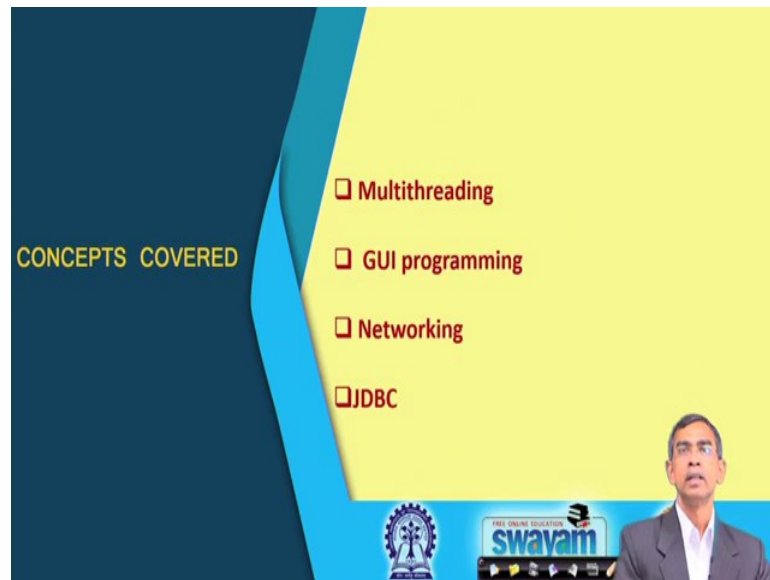 CONCEPTS COVERED
❑ Multithreading
❑ GUI programming
❑ Networking
❑JDBC
FREE ONLINE EDUCATION
swayam